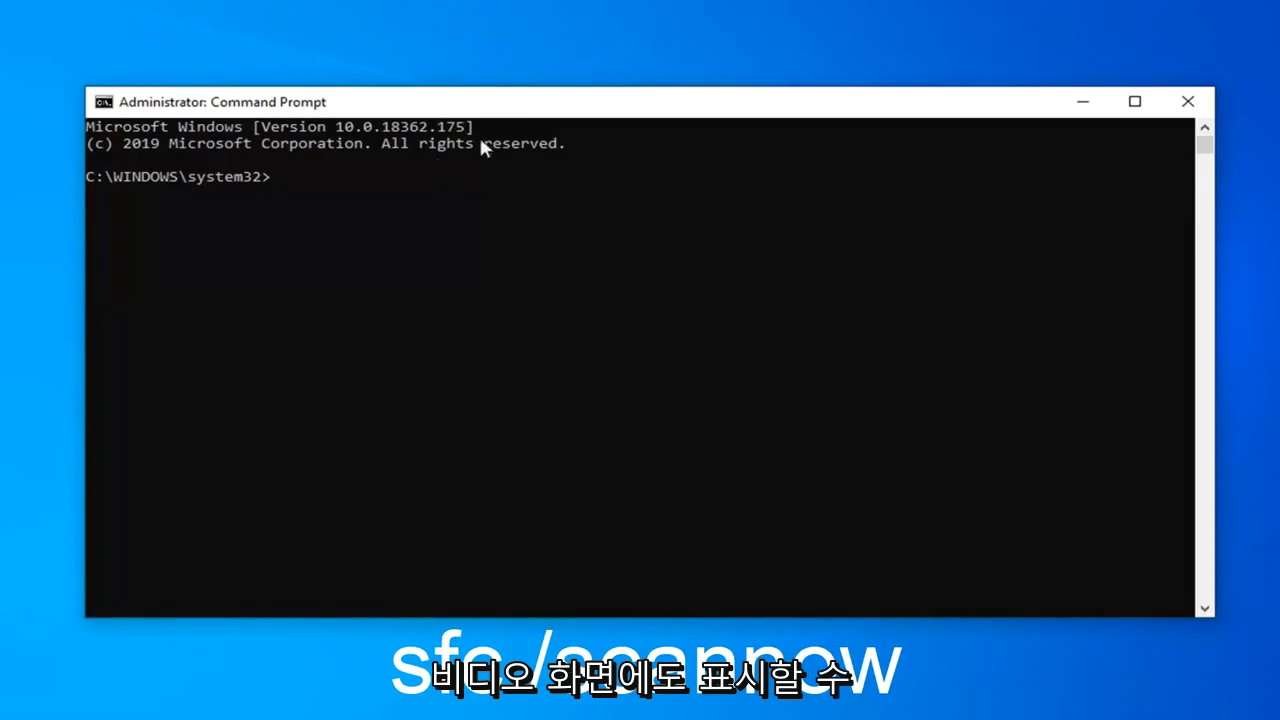 Administrator: Command Prompt
Microsoft Windows [Version 10.0.18362.175]
(c) 2019 Microsoft Corporation. All rights reserved.
C:\WINDOWS\system32>
sfc /scannow
비디오 화면에도 표시할 수